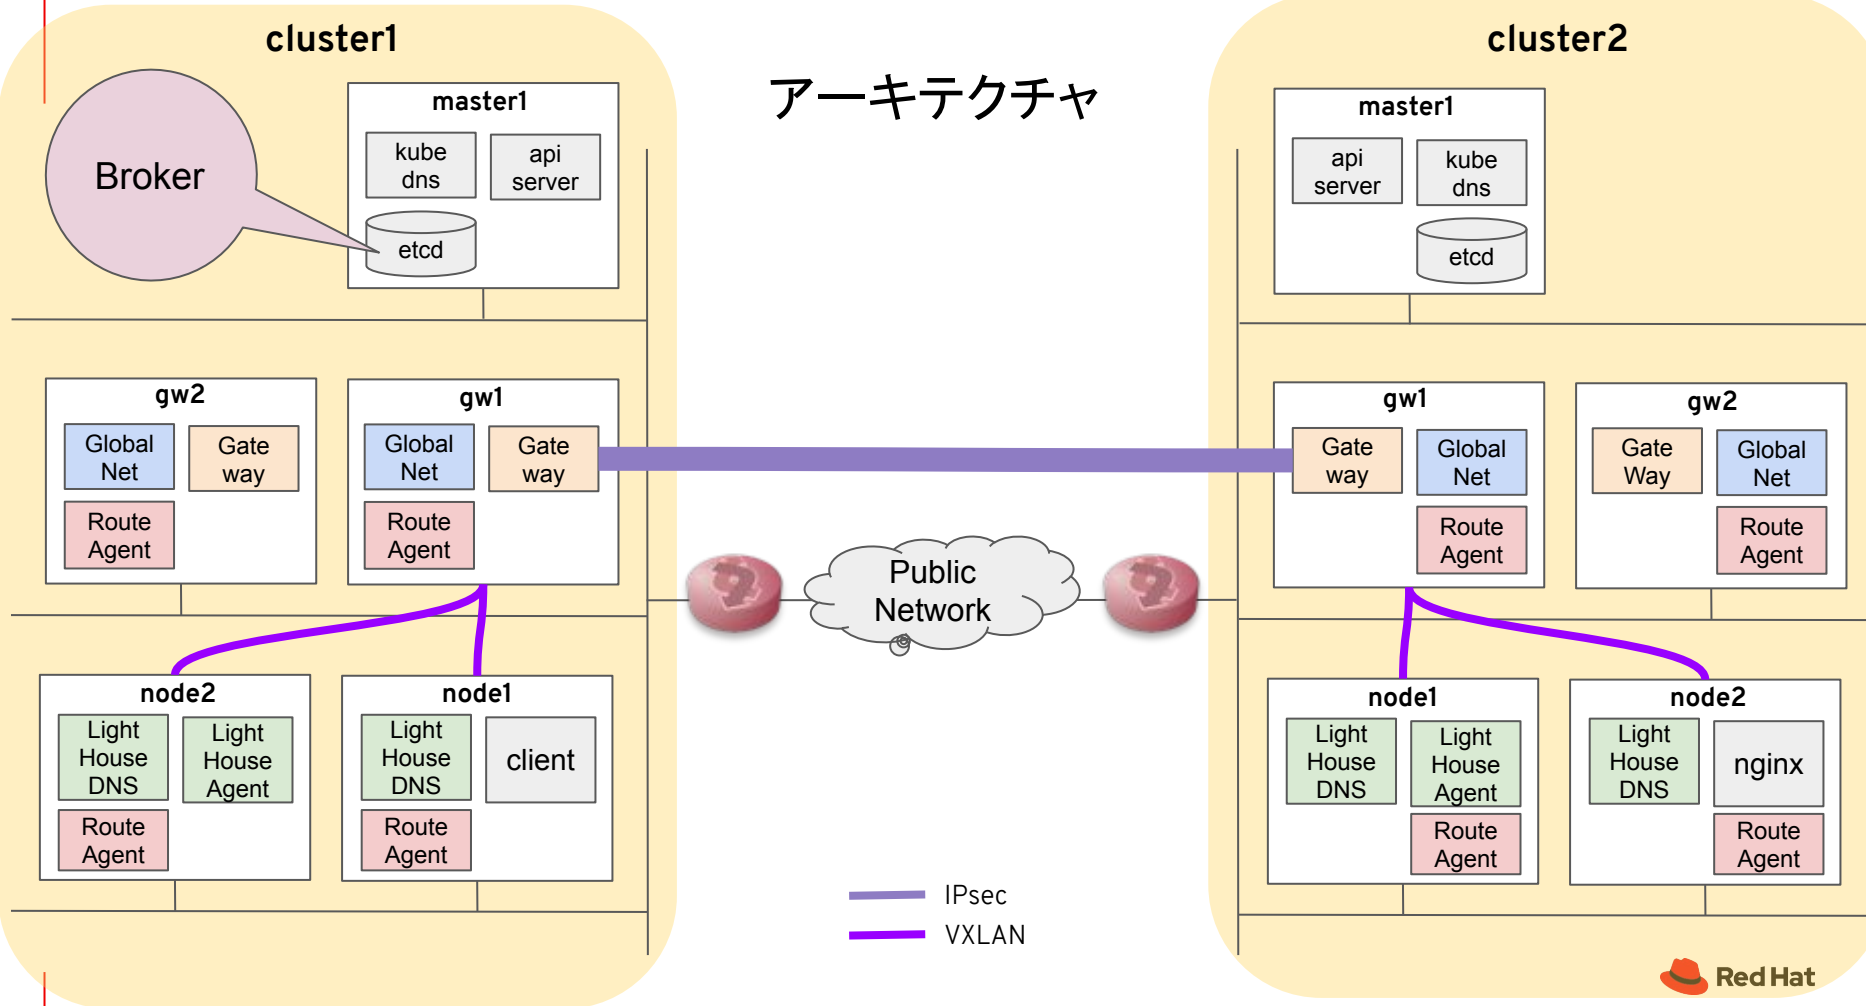 cluster1
アーキテクチャ
cluster2
Broker
master1
kube
dns
api
server
etcd
master1
api
server
kube
dns
etcd
gw2
Global
Net
Gate
way
Route
Agent
gw1
Global
Net
Gate
way
Route
Agent
gw1
Gate
way
Global
Net
Route
Agent
gw2
Gate
Way
Global
Net
Route
Agent
Public
Network
node2
Light
House
DNS
Light
House
Agent
Route
Agent
node1
Light
House
DNS
client
Route
Agent
node1
Light
House
DNS
Light
House
Agent
Route
Agent
node2
Light
House
DNS
nginx
Route
Agent
IPsec
VXLAN
Red Hat